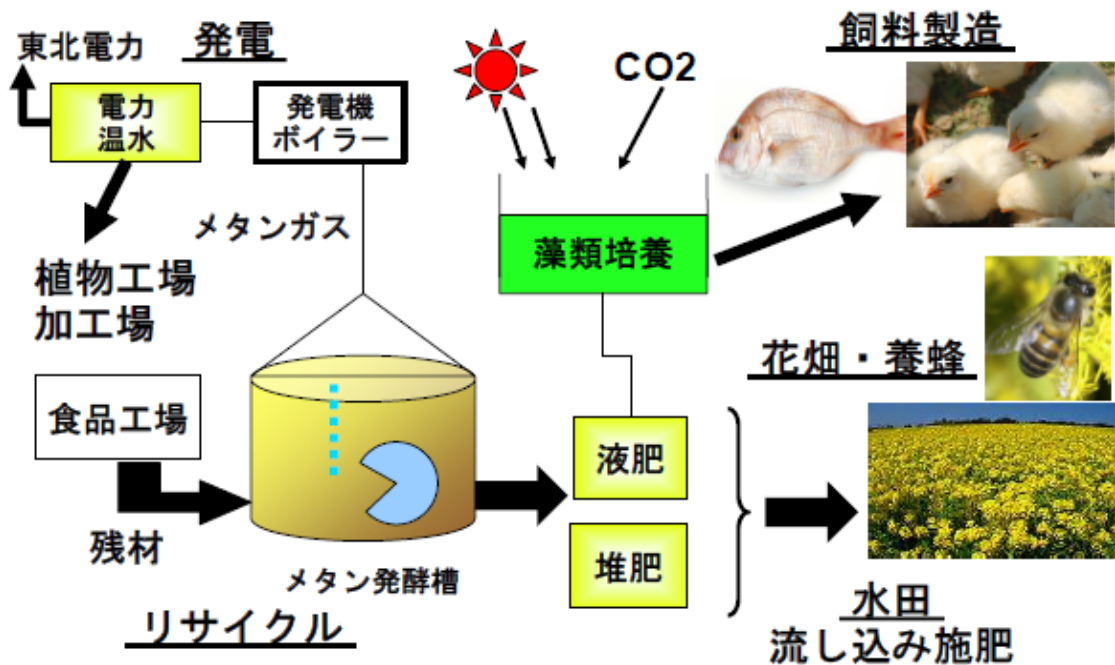 東北電力
発電
電力
温水
発電機
ボイラー
メタンガス
植物工場
加工場
食品工場
残材
メタン発酵槽
リサイクル
CO2
藻類培養
飼料製造
液肥
堆肥
花畑・養蜂
水田
流し込み施肥